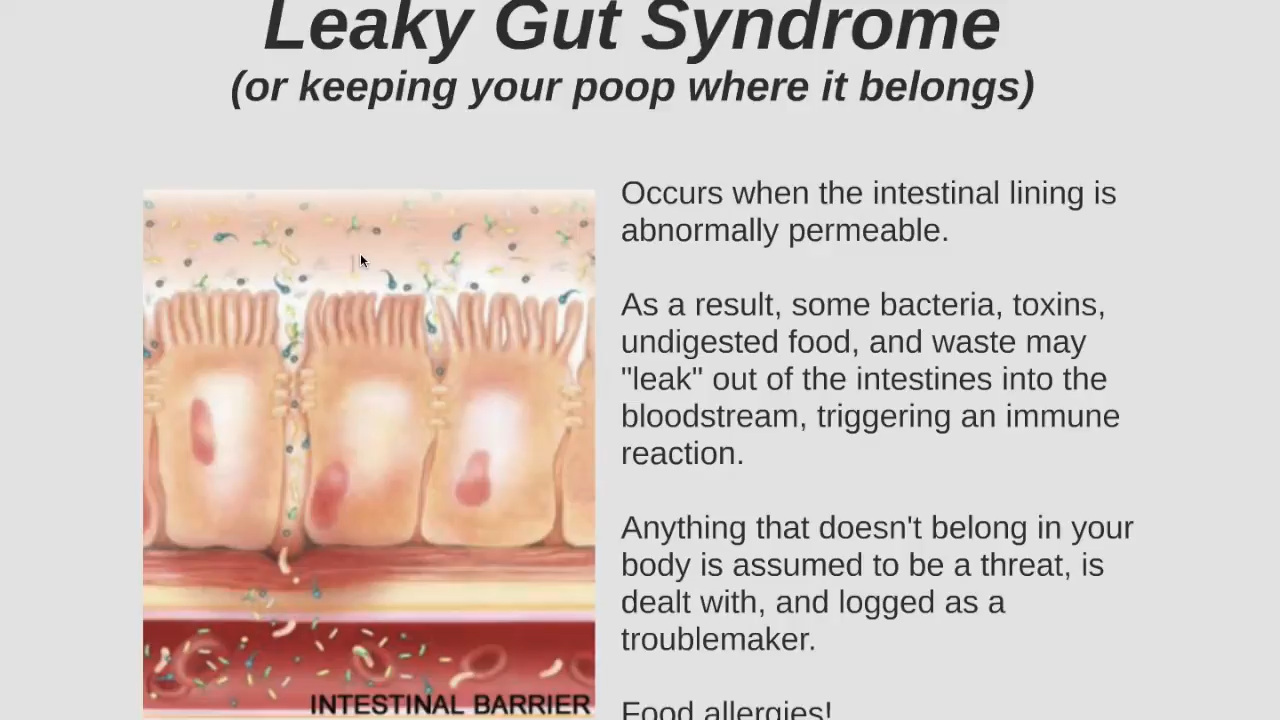 Leaky Gut Syndrome
(or keeping your poop where it belongs)
Occurs when the intestinal lining is
abnormally permeable.
As a result, some bacteria, toxins,
undigested food, and waste may
"leak" out of the intestines into the
bloodstream, triggering an immune
reaction.
Anything that doesn't belong in your
body is assumed to be a threat, is
dealt with, and logged as a
troublemaker.
Food allergies!
INTESTINAL BARRIER